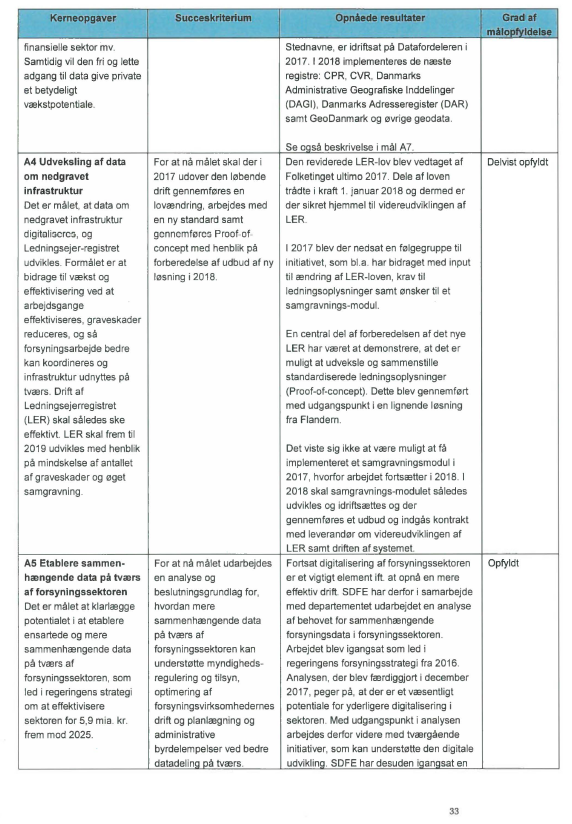 Kerneopgaver
Succeskriterium
Opnåede resultater
Grad af
målopfyldelse
finansielle sektor mv.
Samtidig vil den fri og lette
adgang til data give private
et betydeligt
vækstpotentiale.
Stednavne, er idriftsat på Datafordeleren i
2017. I 2018 implementeres de næste
registre: CPR, CVR, Danmarks
Administrative Geografiske Inddelinger
(DAGI), Danmarks Adresseregister (DAR)
samt GeoDanmark og øvrige geodata.
Se også beskrivelse i mål A7.
A4 Udveksling af data
om nedgravet
infrastruktur
Det er målet, at data om
nedgravet infrastruktur
digitaliseres, og
Ledningsejer-registret
udvikles. Formålet er at
bidrage til vækst og
effektivisering ved at
arbejdsgange
effektiviseres, graveskader
reduceres, og så
forsyningsarbejde bedre
kan koordineres og
infrastruktur udnyttes på
tværs. Drift af
Ledningsejerregistret
(LER) skal således ske
effektivt. LER skal frem til
2019 udvikles med henblik
på mindskelse af antallet
af graveskader og øget
samgravning.
For at nå målet skal der i
2017 udover den løbende
drift gennemføres en
lovændring, arbejdes med
en ny standard samt
gennemføres Proof-of-
concept med henblik på
forberedelse af udbud af ny
løsning i 2018.
Den reviderede LER-lov blev vedtaget af
Folketinget ultimo 2017. Dele af loven
trådte i kraft 1. januar 2018 og dermed er
der sikret hjemmel til videreudviklingen af
LER.
I 2017 blev der nedsat en følgegruppe til
initiativet, som bl.a. har bidraget med input
til ændring af LER-loven, krav til
ledningsoplysninger samt ønsker til et
samgravnings-modul.
En central del af forberedelsen af det nye
LER har været at demonstrere, at det er
muligt at udveksle og sammenstille
standardiserede ledningsoplysninger
(Proof-of-concept). Dette blev gennemført
med udgangspunkt i en lignende løsning
fra Flandern.
Det viste sig ikke at være muligt at få
implementeret et samgravningsmodul i
2017, hvorfor arbejdet fortsætter i 2018. I
2018 skal samgravnings-modulet således
udvikles og idriftsættes og der
gennemføres et udbud og indgås kontrakt
med leverandør om videreudviklingen af
LER samt driften af systemet.
Delvist opfyldt
A5 Etablere sammen-
hængende data på tværs
af forsyningssektoren
Det er målet at klarlægge
potentialet i at etablere
ensartede og mere
sammenhængende data
på tværs af
forsyningssektoren, som
led i regeringens strategi
om at effektivisere
sektoren for 5,9 mia. kr.
frem mod 2025.
For at nå målet udarbejdes
en analyse og
beslutningsgrundlag for,
hvordan mere
sammenhængende data
på tværs af
forsyningssektoren kan
understøtte myndigheds-
regulering og tilsyn,
optimering af
forsyningsvirksomhedernes
drift og planlægning og
administrative
byrdelempelser ved bedre
datadeling på tværs.
Fortsat digitalisering af forsyningssektoren
er et vigtigt element ift. at opnå en mere
effektiv drift. SDFE har derfor i samarbejde
med departementet udarbejdet en analyse
af behovet for sammenhængende
forsyningsdata i forsyningssektoren.
Arbejdet blev igangsat som led i
regeringens forsyningsstrategi fra 2016.
Analysen, der blev færdiggjort i december
2017, peger på, at der er et væsentligt
potentiale for yderligere digitalisering i
sektoren. Med udgangspunkt i analysen
arbejdes derfor videre med tværgående
initiativer, som kan understøtte den digitale
udvikling. SDFE har desuden igangsat en
Opfyldt
33